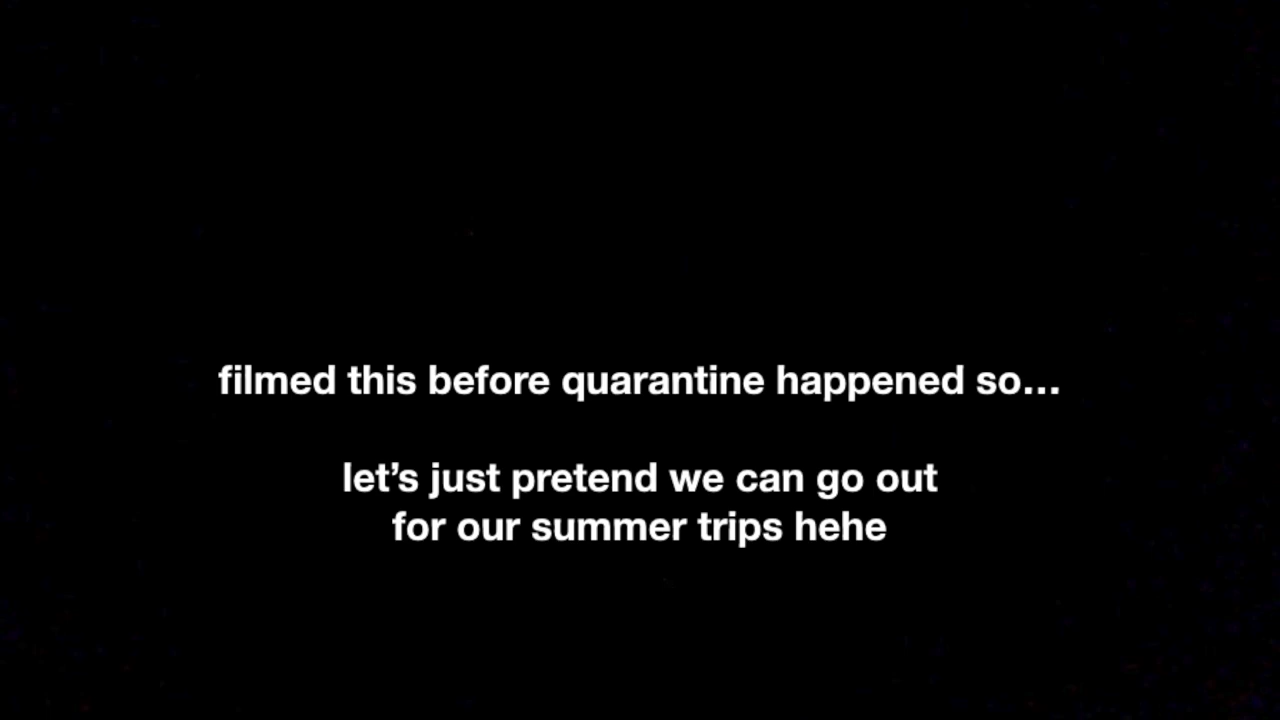 filmed this before quarantine happened so...
let’s just pretend we can go out
for our summer trips hehe